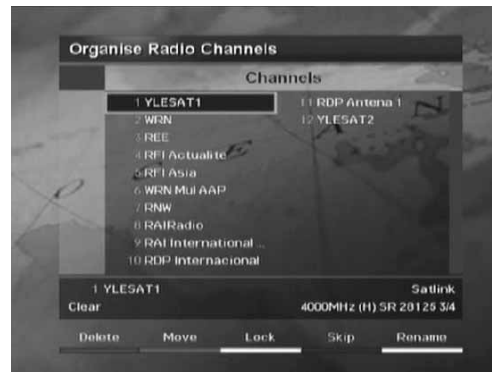 Organise Radio Channels
Channels
1 YLESAT1
2 WRN
3 REE
4 RFI Actualite
5 RFI Asia
6 WRN Mul AAP
7 RNW
8 RAIRadio
9 RAI International ...
10 RDP Internacional
11 RDP Antena 1
12 YLESAT2
1 YLESAT1 Satlink
Clear 4000MHz (H) SR 28125 3/4
Delete Move Lock Skip Rename